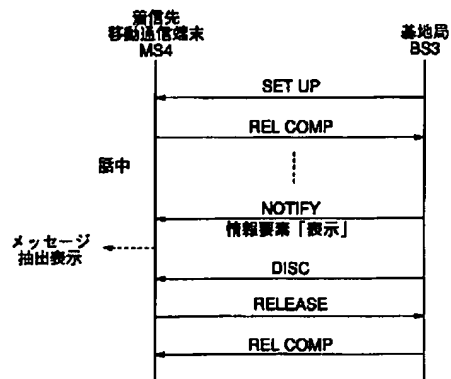 着信先
移動通信端末
MS4
基地局
BS3
SET UP
REL COMP
話中
NOTIFY
情報要素「表示」
メッセージ
抽出表示
DISC
RELEASE
REL COMP